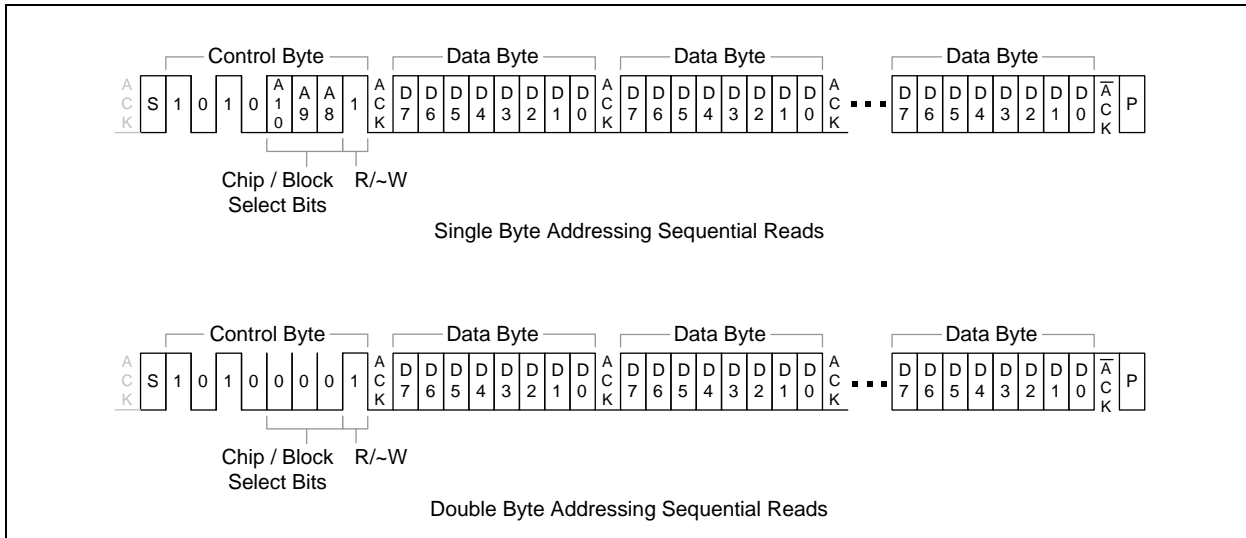 Control Byte Data Byte Data Byte Data Byte
ACK S 1 0 1 0 A10 A9 A8 1 ACK D7 D6 D5 D4 D3 D2 D1 D0 ACK D7 D6 D5 D4 D3 D2 D1 D0 ACK D7 D6 D5 D4 D3 D2 D1 D0 A̅C̅K̅ P
Chip / Block R/~W
Select Bits
Single Byte Addressing Sequential Reads
Control Byte Data Byte Data Byte Data Byte
ACK S 1 0 1 0 0 0 0 1 ACK D7 D6 D5 D4 D3 D2 D1 D0 ACK D7 D6 D5 D4 D3 D2 D1 D0 ACK D7 D6 D5 D4 D3 D2 D1 D0 A̅C̅K̅ P
Chip / Block R/~W
Select Bits
Double Byte Addressing Sequential Reads